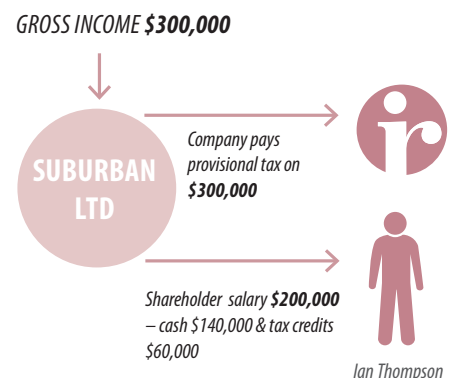 GROSS INCOME $300,000
SUBURBAN
LTD
Company pays
provisional tax on
$300,000
ir
Shareholder salary $200,000
– cash $140,000 & tax credits
$60,000
Ian Thompson